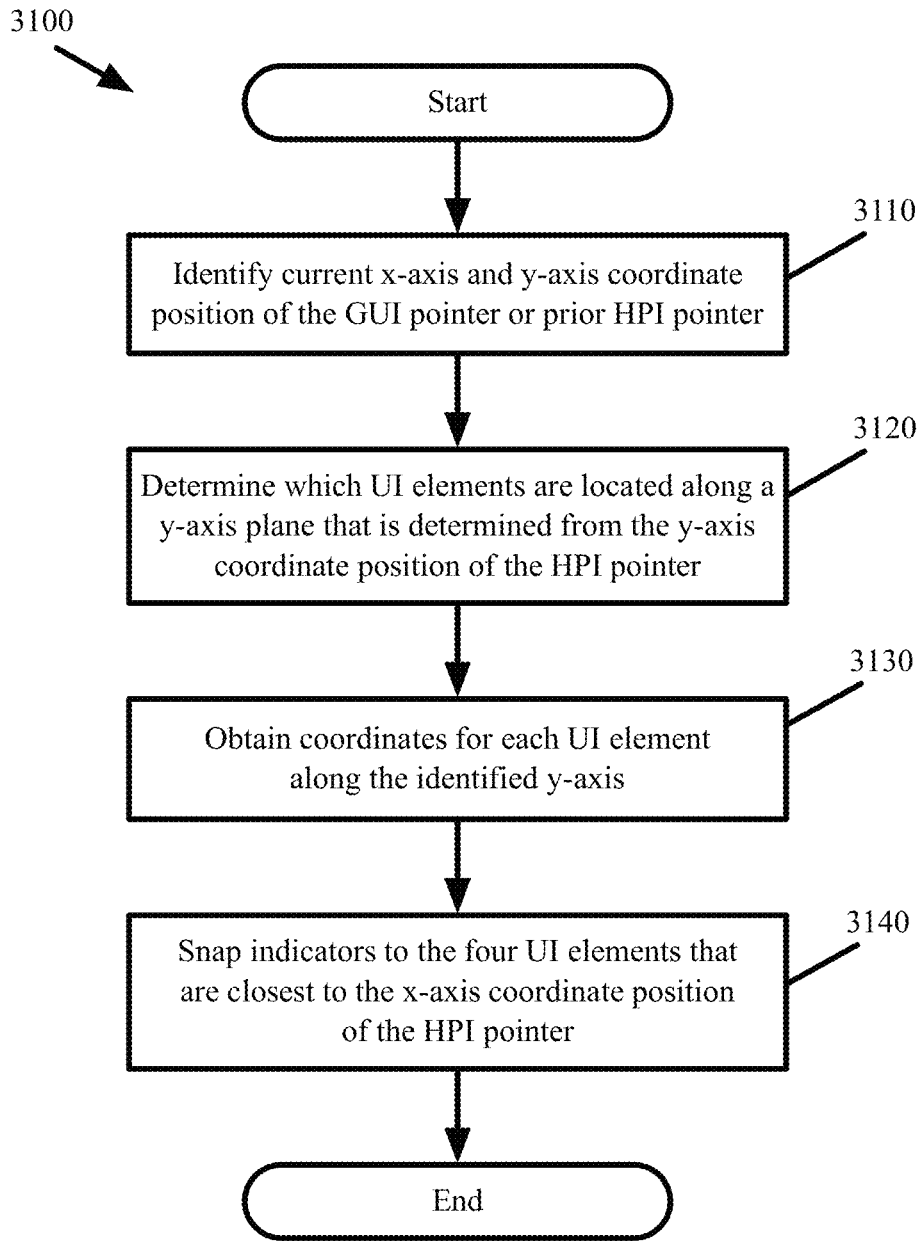 3100
Start
3110
Identify current x-axis and y-axis coordinate
position of the GUI pointer or prior HPI pointer
3120
Determine which UI elements are located along a
y-axis plane that is determined from the y-axis
coordinate position of the HPI pointer
3130
Obtain coordinates for each UI element
along the identified y-axis
3140
Snap indicators to the four UI elements that
are closest to the x-axis coordinate position
of the HPI pointer
End